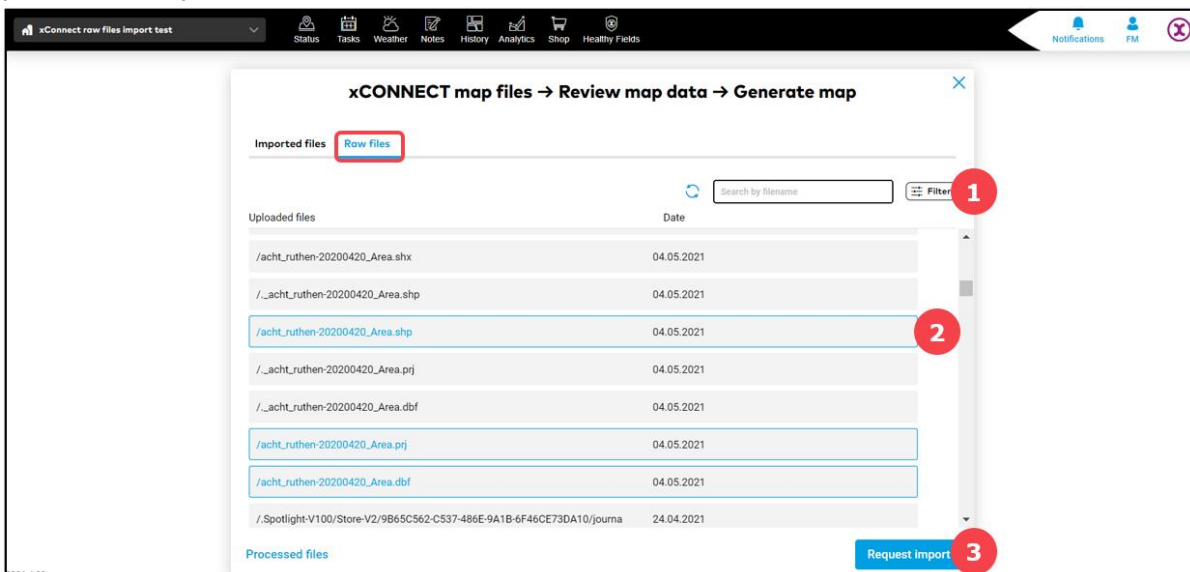 xConnect raw files import test
Status Tasks Weather Notes History Analytics Shop Healthy Fields
Notifications FM
xCONNECT map files → Review map data → Generate map
Imported files Raw files
Search by filename Filter 1
Uploaded files Date
/acht_ruthen-20200420_Area.shx 04.05.2021
/._acht_ruthen-20200420_Area.shp 04.05.2021
/acht_ruthen-20200420_Area.shp 04.05.2021 2
/._acht_ruthen-20200420_Area.prj 04.05.2021
/._acht_ruthen-20200420_Area.dbf 04.05.2021
/acht_ruthen-20200420_Area.prj 04.05.2021
/acht_ruthen-20200420_Area.dbf 04.05.2021
/.Spotlight-V100/Store-V2/9B65C562-C537-486E-9A1B-6F46CE73DA10/journa 24.04.2021
Processed files Request import 3